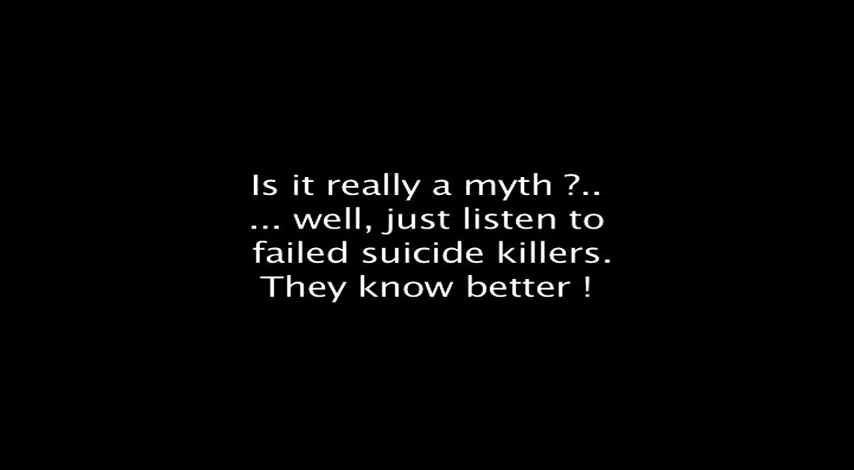 Is it really a myth ?..
... well, just listen to
failed suicide killers.
They know better !